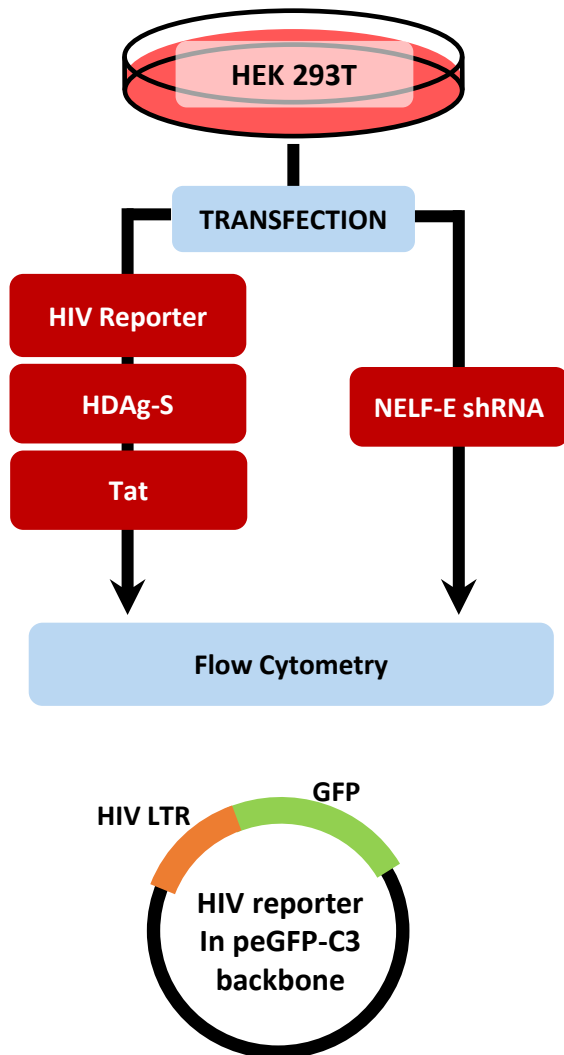 HEK 293T
TRANSFECTION
HIV Reporter
HDAg-S
Tat
NELF-E shRNA
Flow Cytometry
GFP
HIV LTR
HIV reporter
In peGFP-C3
backbone